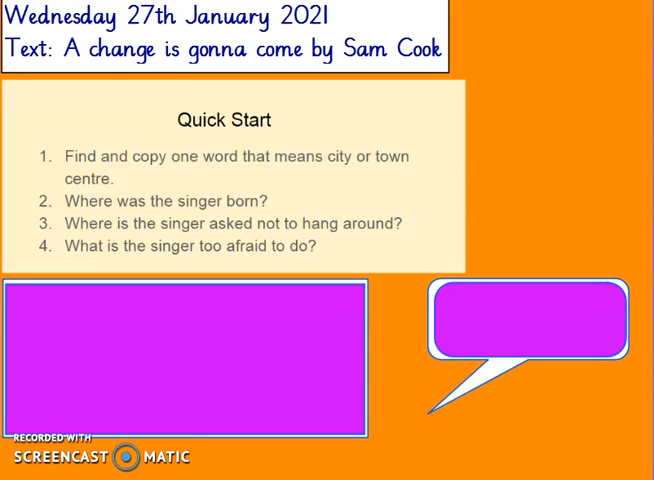 Wednesday 27th January 2021
Text: A change is gonna come by Sam Cook
Quick Start
1. Find and copy one word that means city or town
centre.
2. Where was the singer born?
3. Where is the singer asked not to hang around?
4. What is the singer too afraid to do?
RECORDED WITH
SCREENCAST MATIC